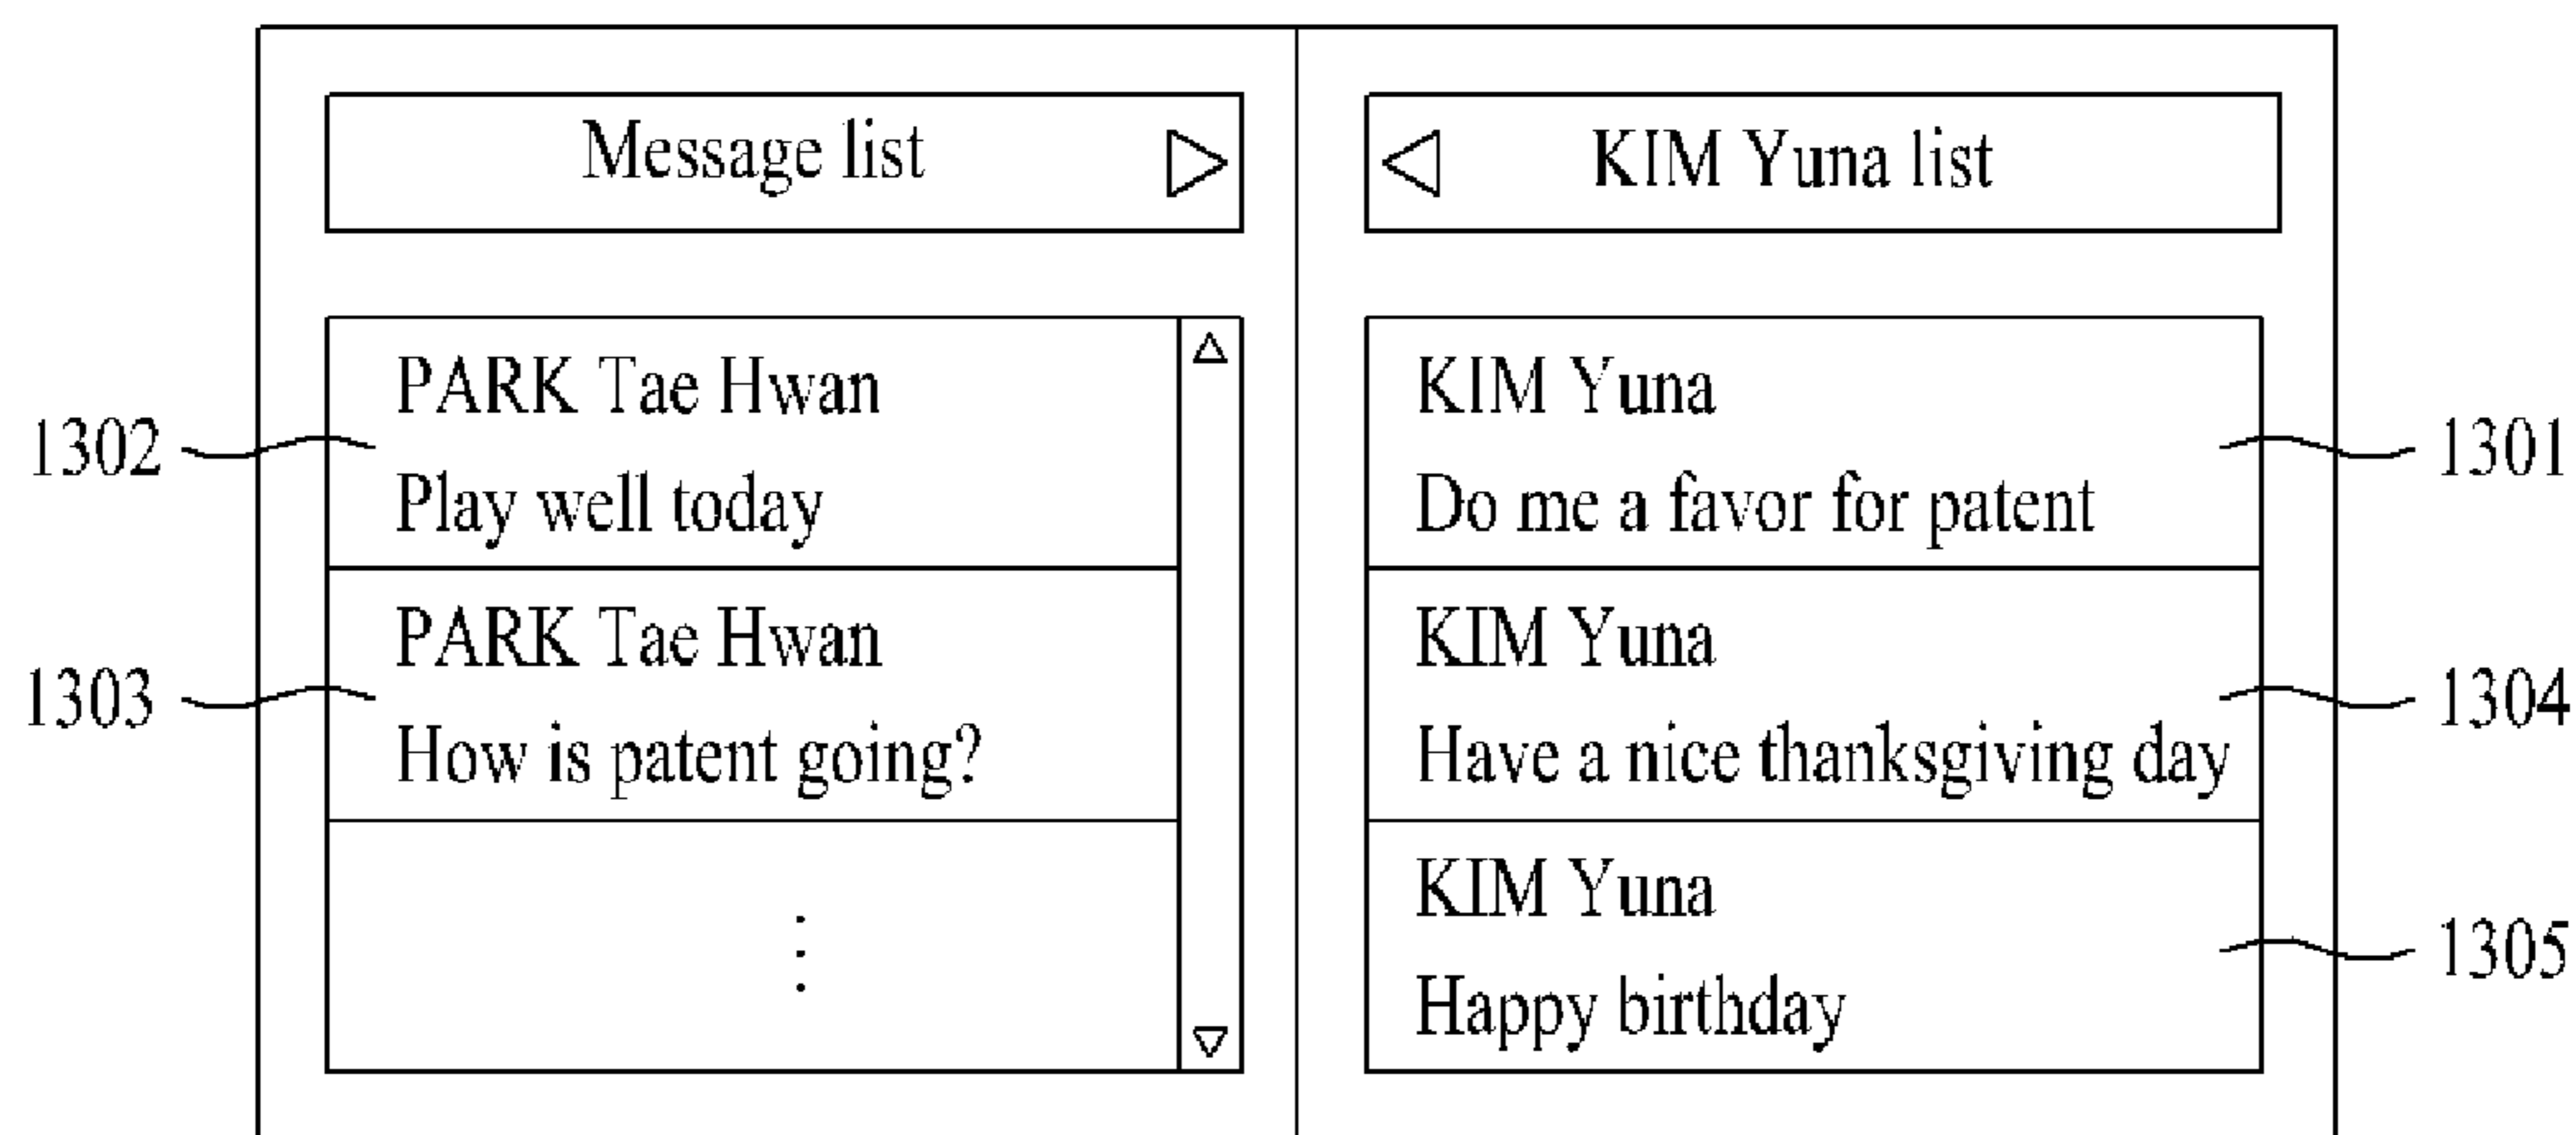 Message list
PARK Tae Hwan
1302
Play well today
PARK Tae Hwan
1303
How is patent going?
KIM Yuna list
KIM Yuna
1301
Do me a favor for patent
KIM Yuna
1304
Have a nice thanksgiving day
KIM Yuna
1305
Happy birthday